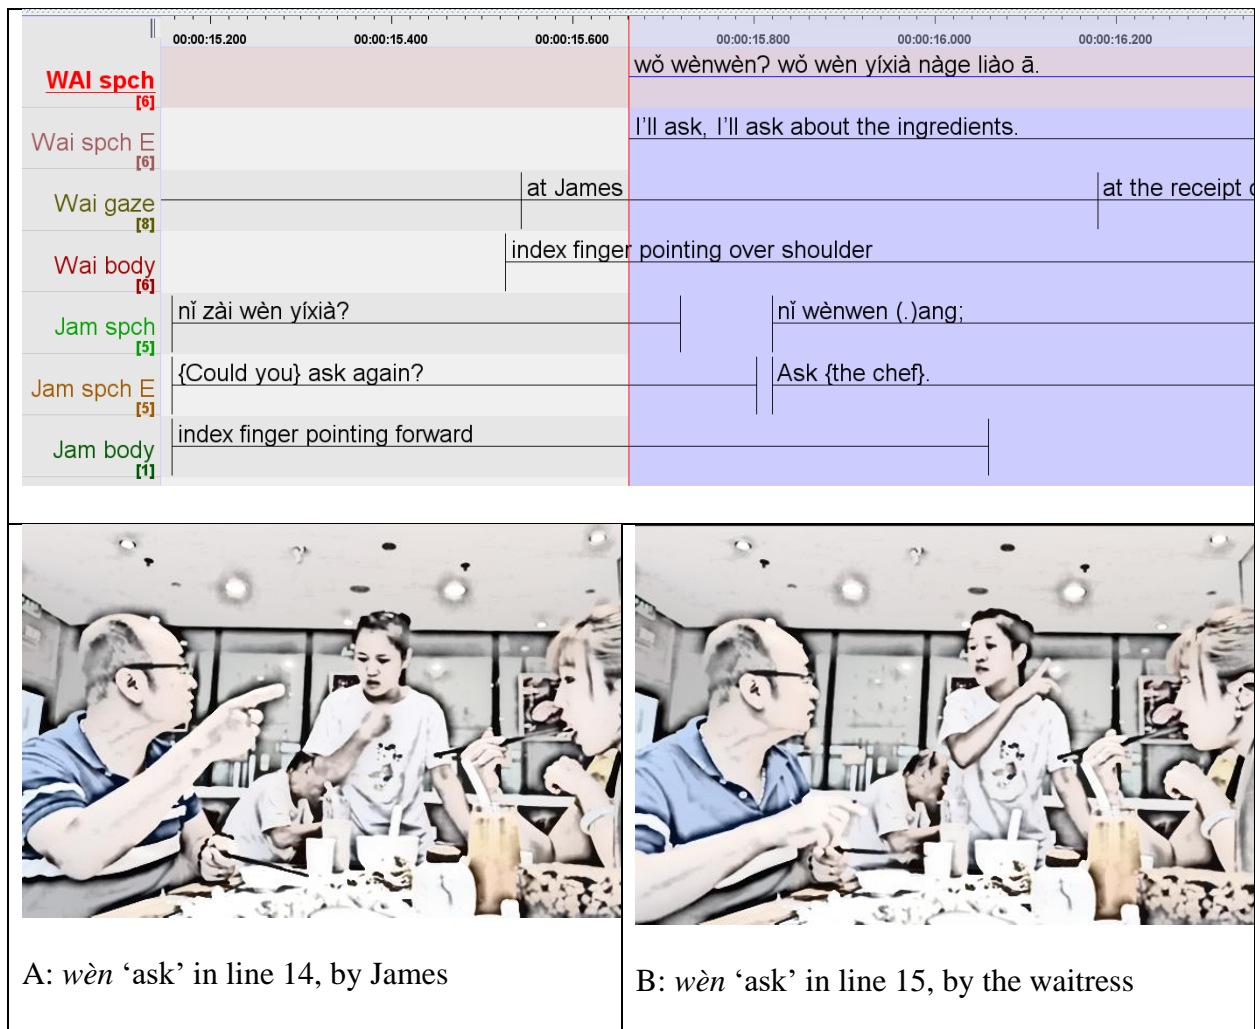 00:00:15.200 00:00:15.400 00:00:15.600 00:00:15.800 00:00:16.000 00:00:16.200
WAI spch
[6]
wǒ wènwèn? wǒ wèn yíxià nàge liào ā.
Wai spch E
[6]
I'll ask, I'll ask about the ingredients.
Wai gaze
[8]
at James
at the receipt
Wai body
[6]
index finger pointing over shoulder
Jam spch
[5]
nǐ zài wèn yíxià?
nǐ wènwen (.)ang;
Jam spch E
[5]
{Could you} ask again?
Ask {the chef}.
Jam body
[1]
index finger pointing forward
A: wèn ‘ask’ in line 14, by James
B: wèn ‘ask’ in line 15, by the waitress